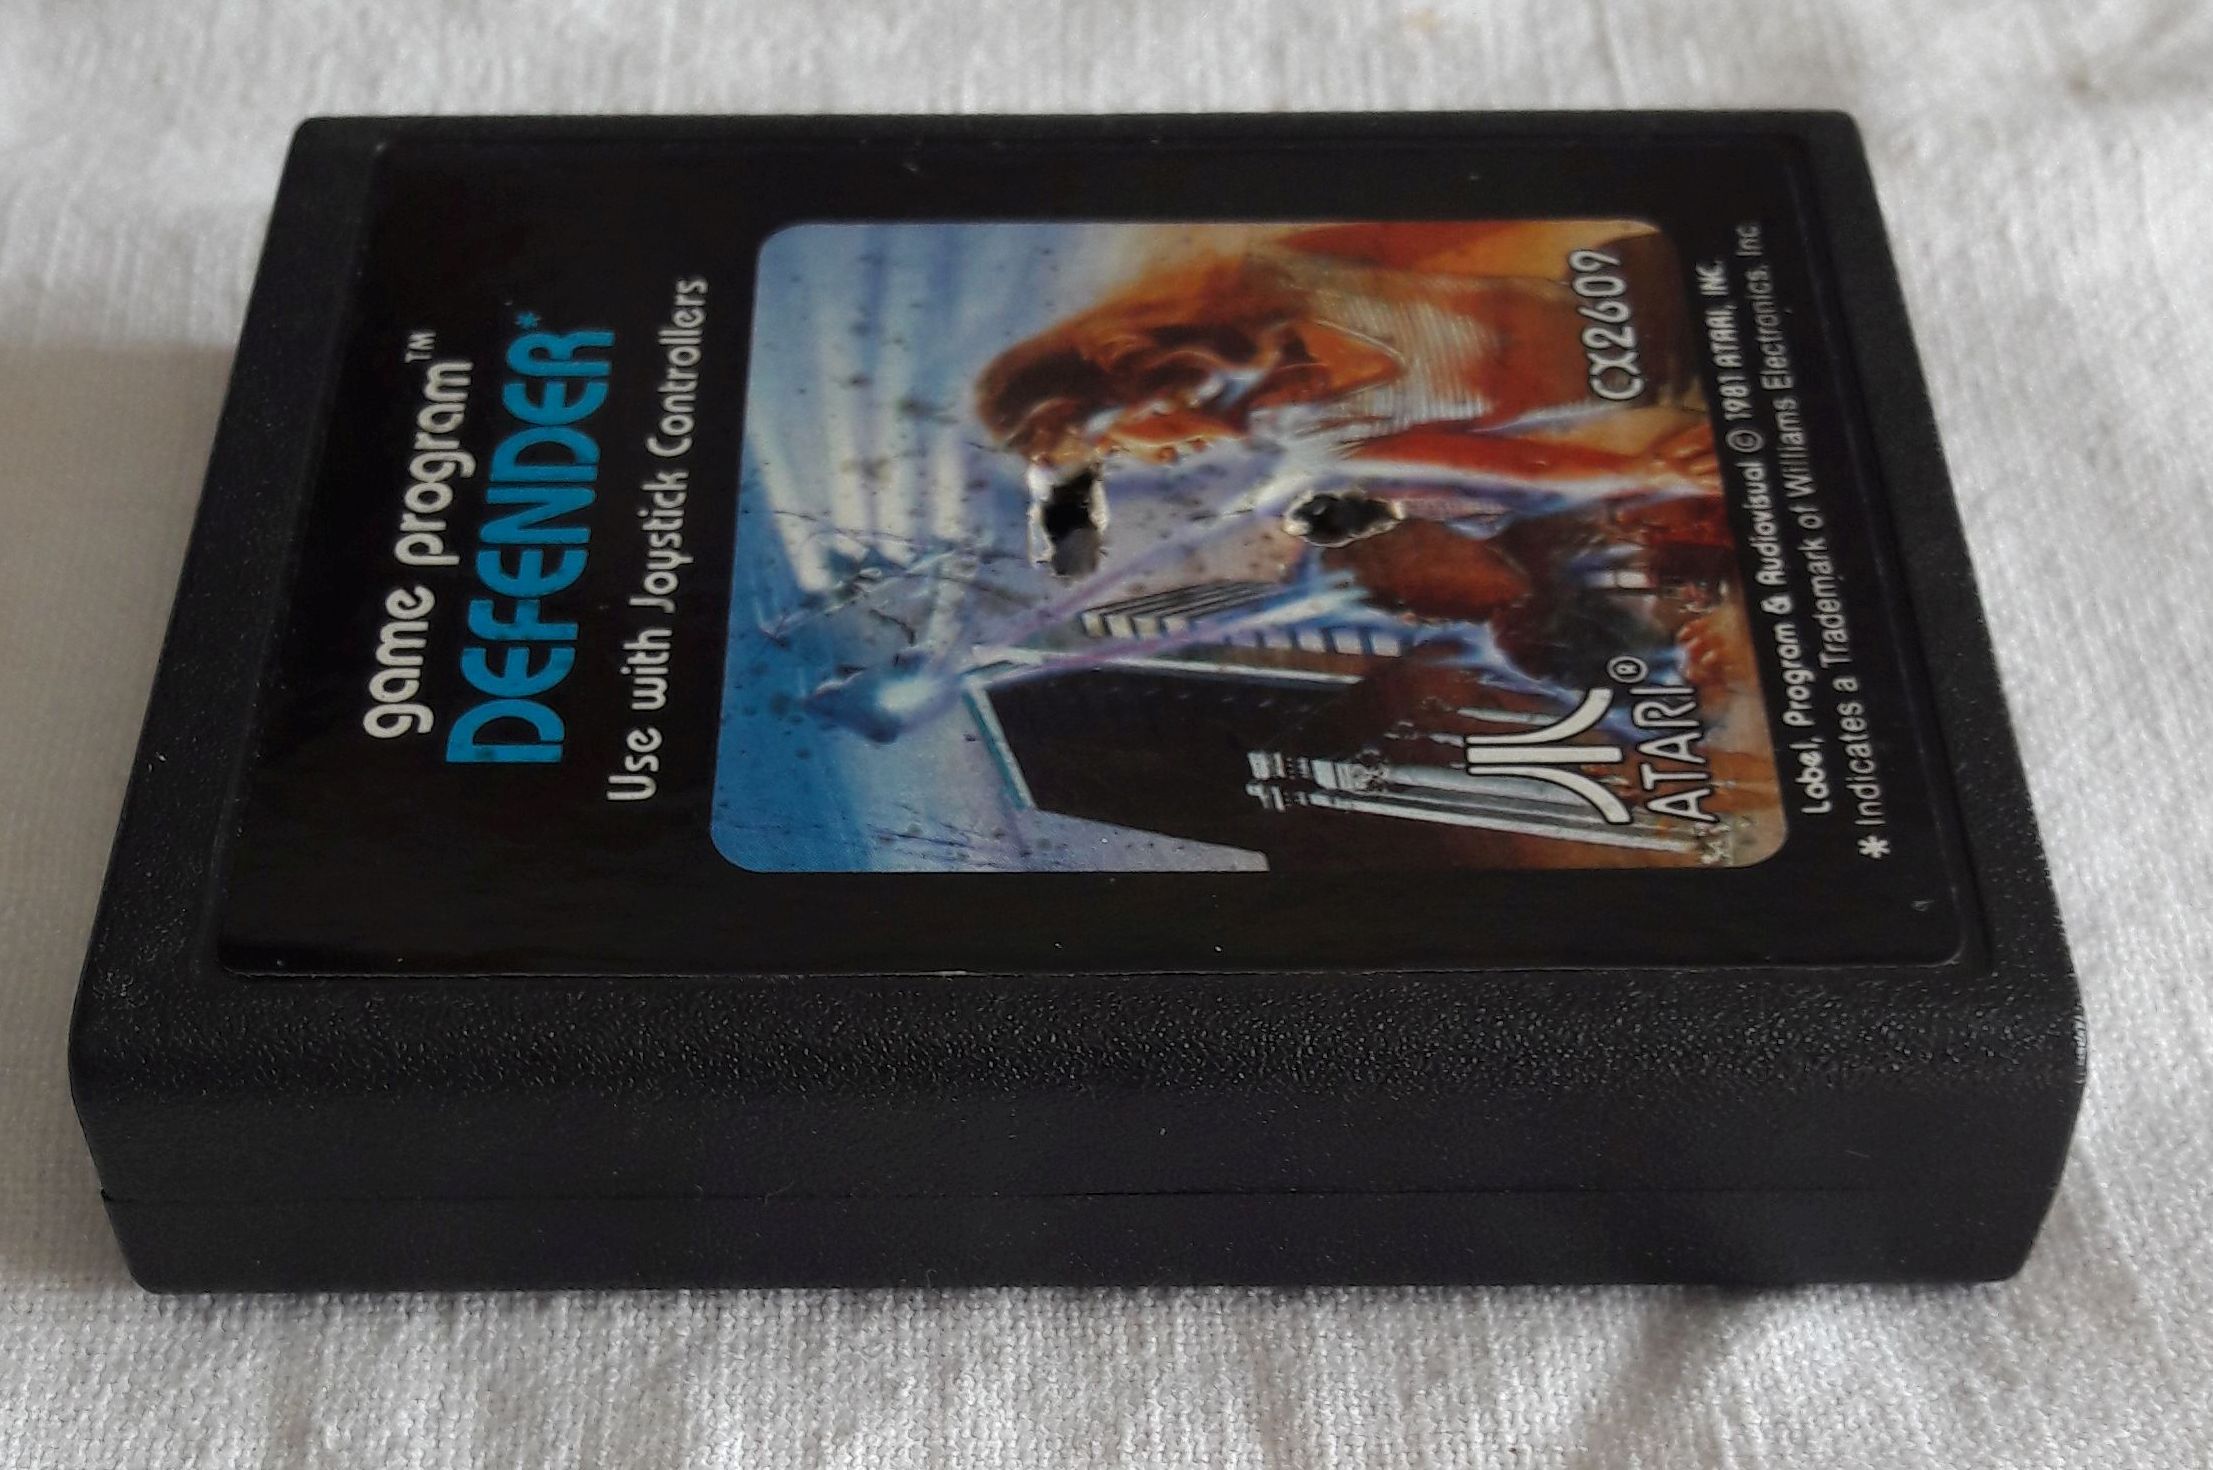 game program™
DEFENDER*
Use with Joystick Controllers
CX2609
ATARI®
Label, Program & Audiovisual © 1981 ATARI, INC.
* Indicates a Trademark of Williams Electronics, Inc